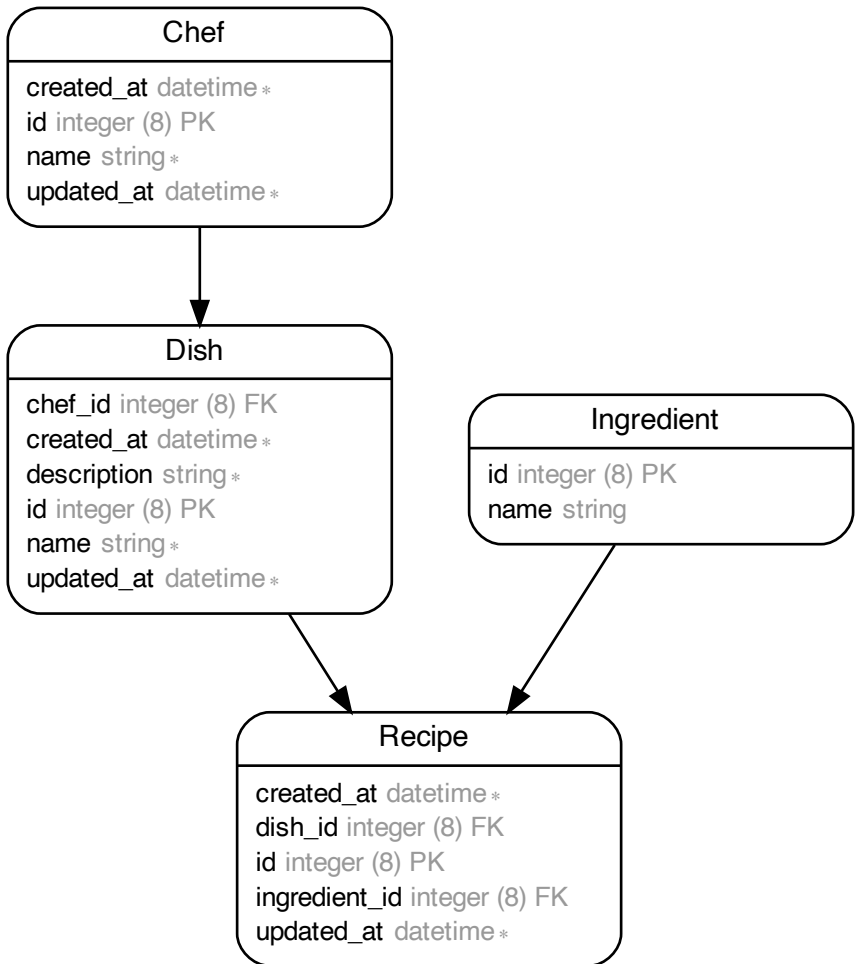 Chef
created_at datetime *
id integer (8) PK
name string *
updated_at datetime *
Dish
chef_id integer (8) FK
created_at datetime *
description string *
id integer (8) PK
name string *
updated_at datetime *
Ingredient
id integer (8) PK
name string
Recipe
created_at datetime *
dish_id integer (8) FK
id integer (8) PK
ingredient_id integer (8) FK
updated_at datetime *